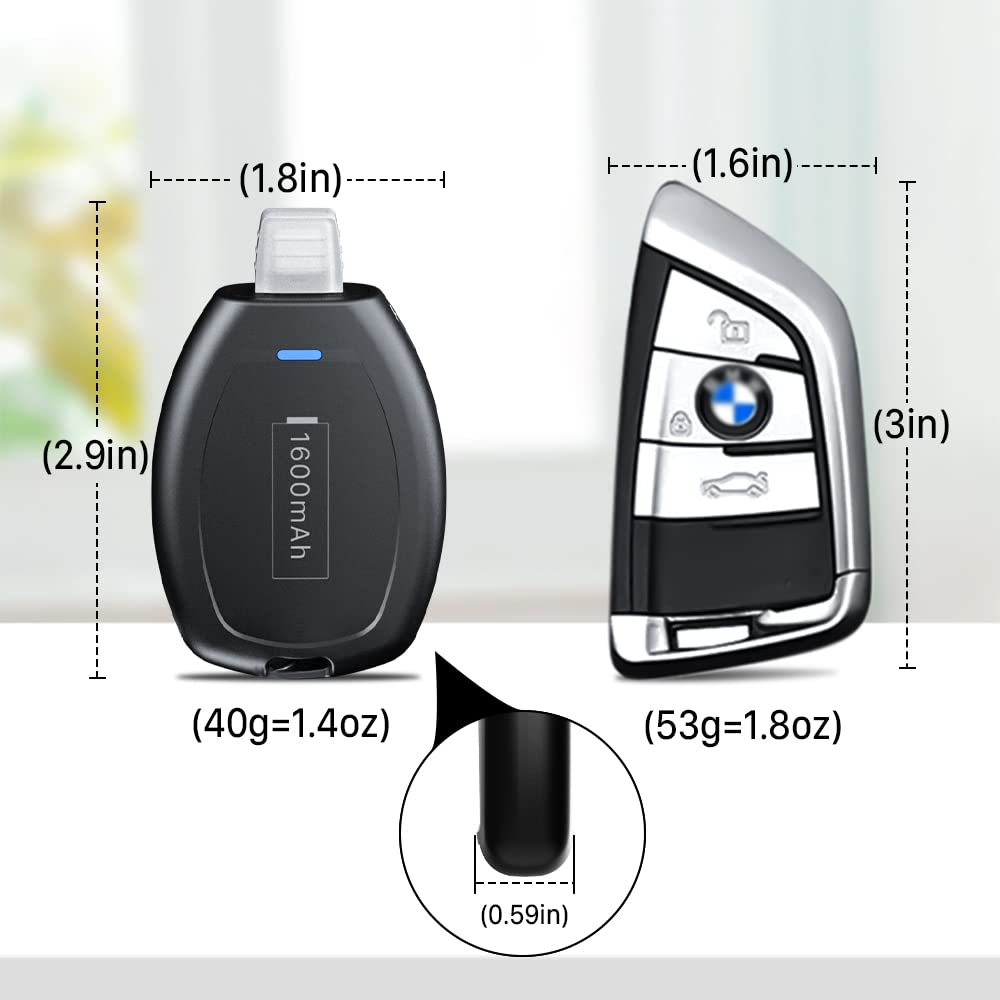 (1.8in)
(1.6in)
(2.9in)
1600mAh
(3in)
(40g=1.4oz)
(53g=1.8oz)
(0.59in)